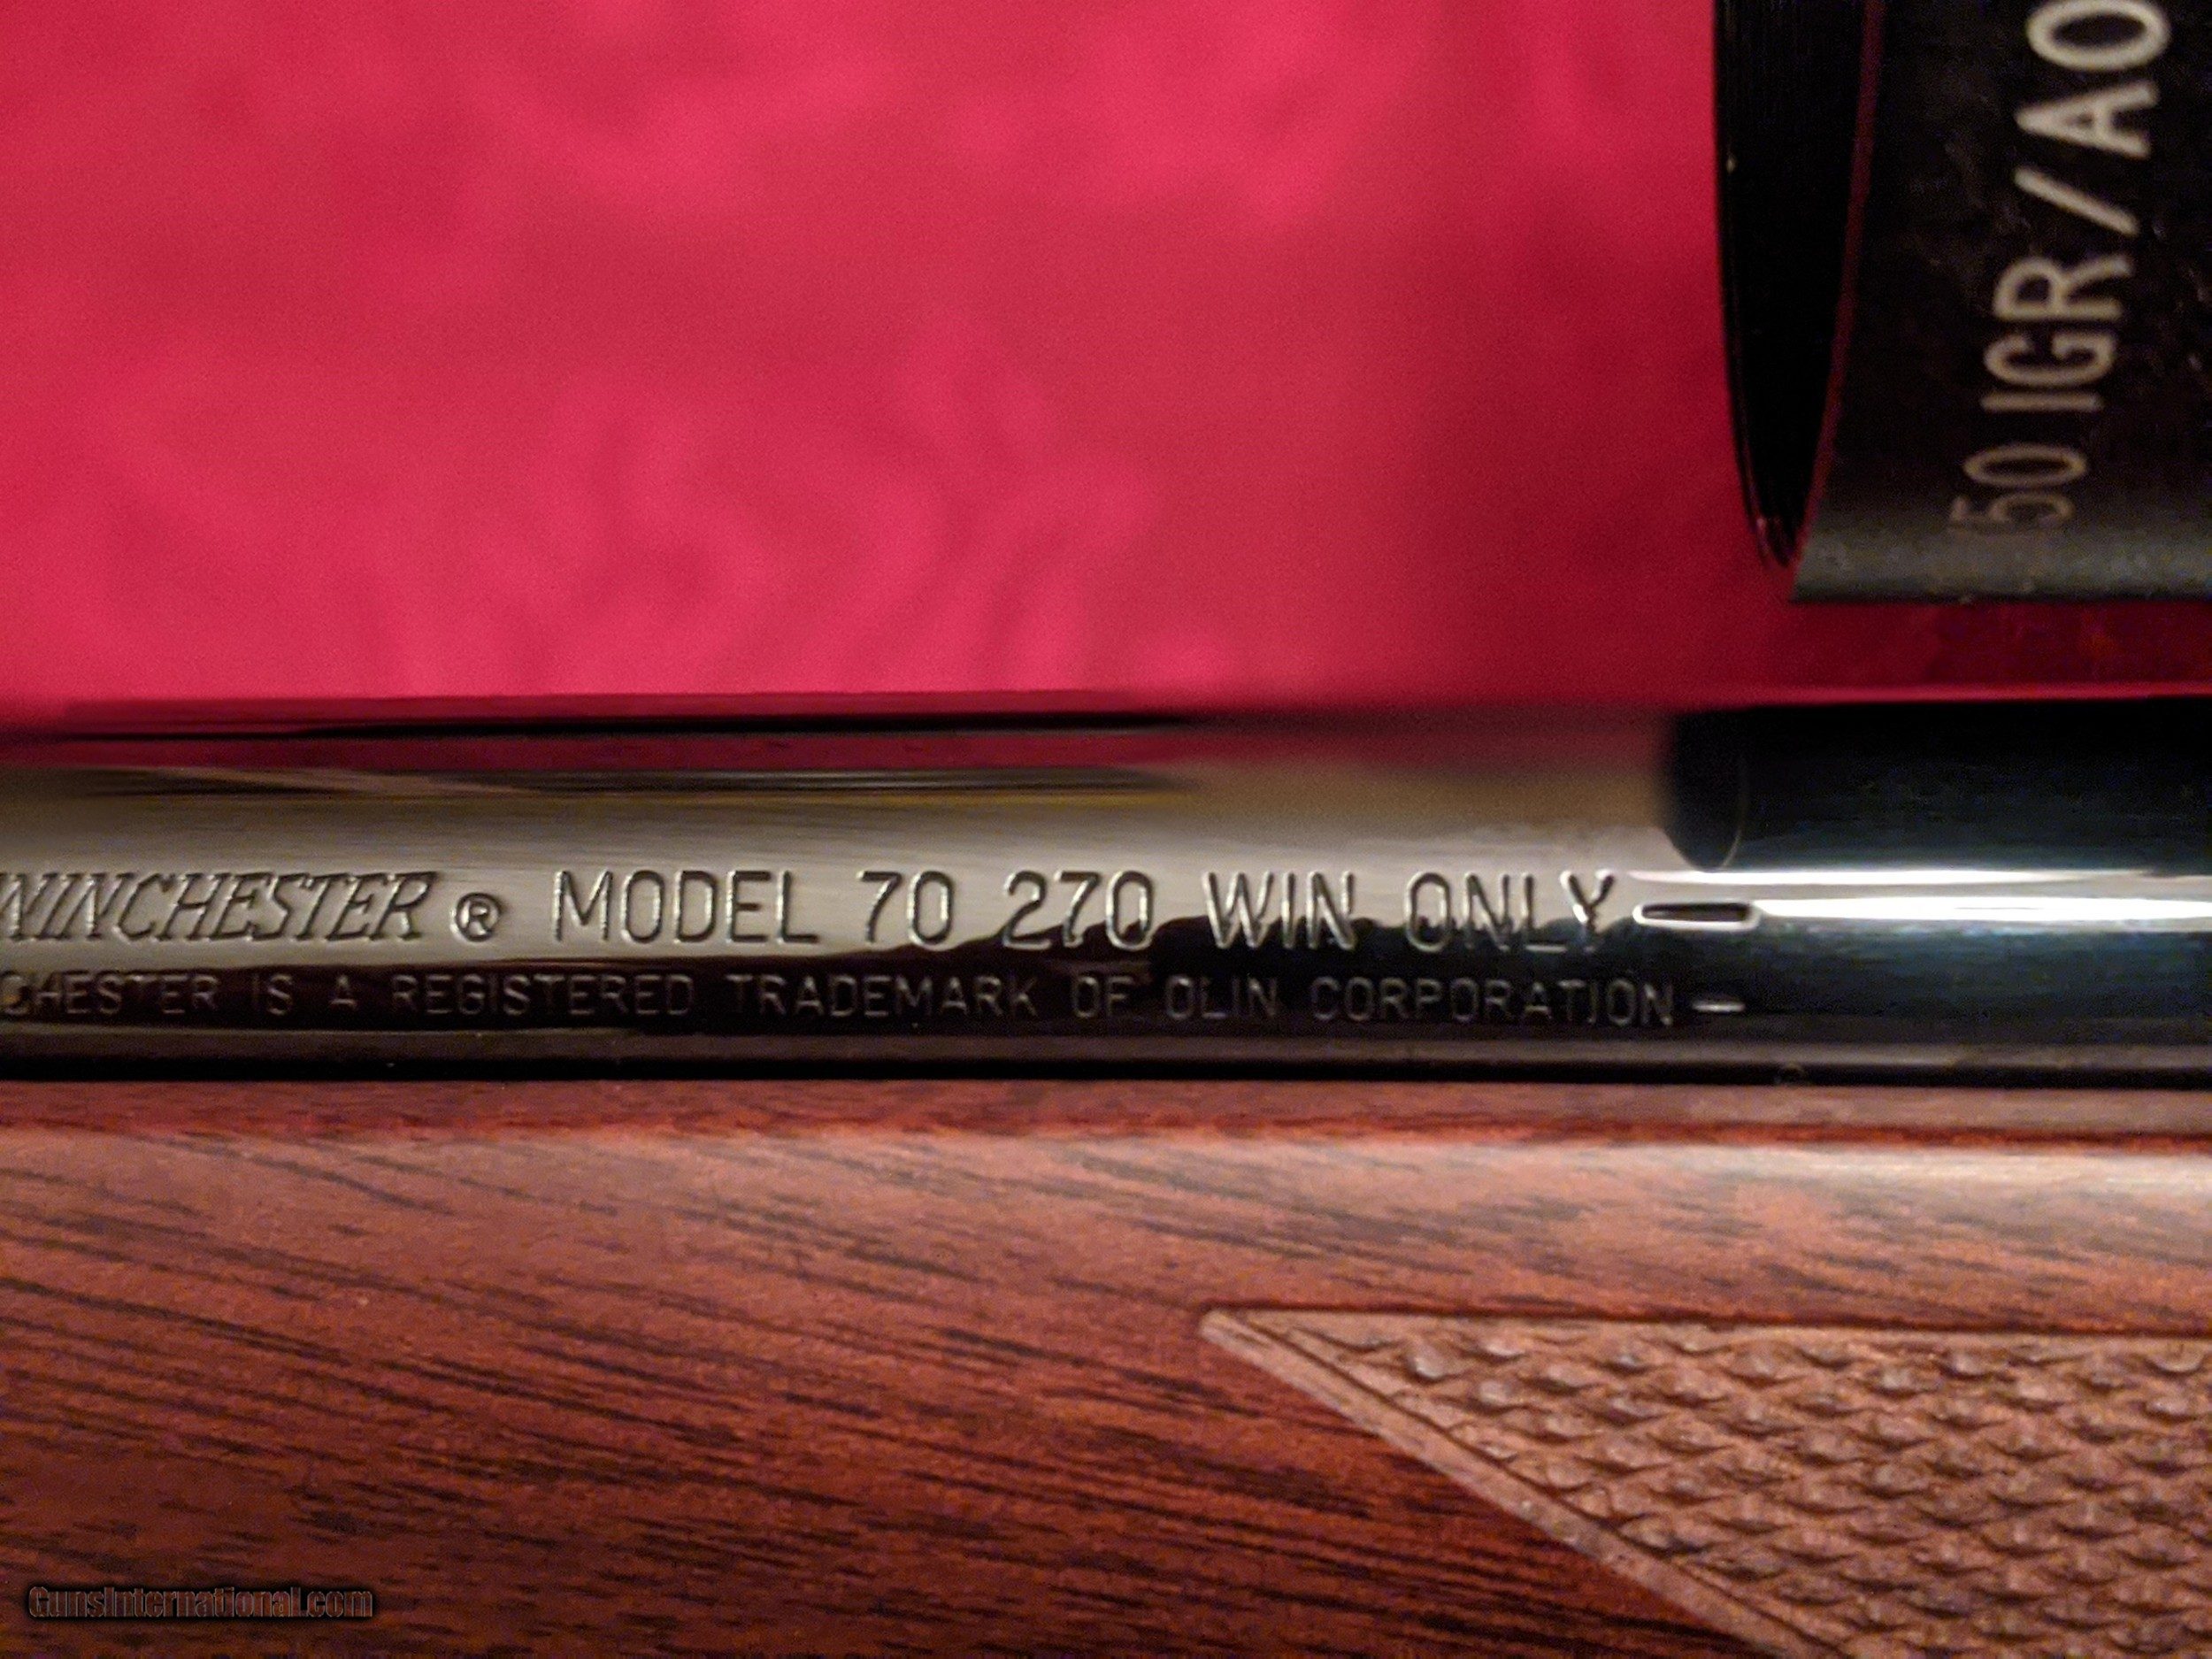 50 IGR/AO
WINCHESTER ® MODEL 70 270 WIN ONLY
CHESTER IS A REGISTERED TRADEMARK OF OLIN CORPORATION
GunsInternational.com